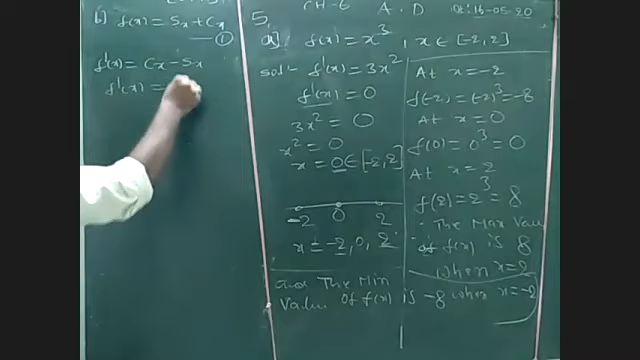 b] f(x) = Sx + Cx
①
f'(x) = Cx - Sx
f'(x) =
5.
CH-6 A.D Dt: 16-05-20
a] f(x) = x³, x ∈ [-2, 2]
sol:- f'(x) = 3x²
f'(x) = 0
3x² = 0
x² = 0
x = 0 ∈ [-2, 2]
-2 0 2
x = -2, 0, 2
At x = -2
f(-2) = (-2)³ = -8
At x = 0
f(0) = 0³ = 0
At x = 2
f(2) = 2³ = 8
∴ The Max Value
of f(x) is 8
when x = 2
and The Min
Value of f(x) is -8 when x = -2